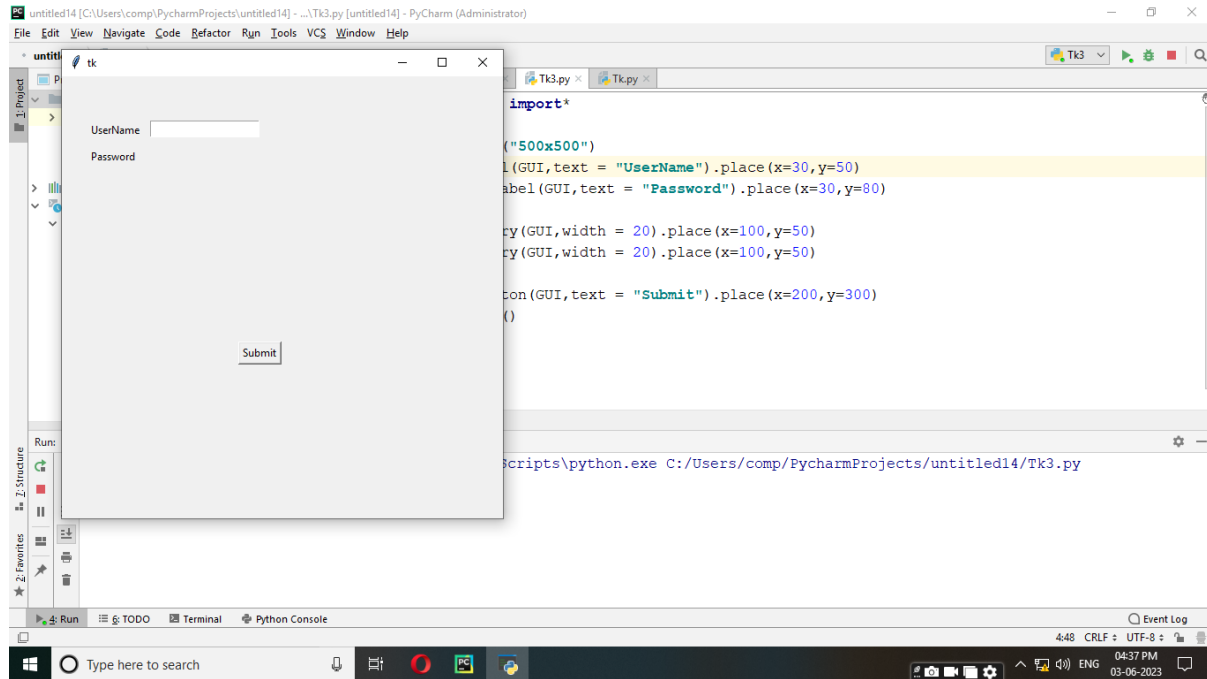 untitled14 [C:\Users\comp\PycharmProjects\untitled14] - ...\Tk3.py [untitled14] - PyCharm (Administrator)
File Edit View Navigate Code Refactor Run Tools VCS Window Help
Tk3
tk
Tk3.py Tk.py
1: Project
import*
UserName
("500x500")
Password
(GUI,text = "UserName").place(x=30,y=50)
abel(GUI,text = "Password").place(x=30,y=80)
ry(GUI,width = 20).place(x=100,y=50)
ry(GUI,width = 20).place(x=100,y=50)
ton(GUI,text = "Submit").place(x=200,y=300)
()
Submit
Run:
Scripts\python.exe C:/Users/comp/PycharmProjects/untitled14/Tk3.py
Z: Structure
2: Favorites
4: Run 6: TODO Terminal Python Console Event Log
4:48 CRLF UTF-8
Type here to search
PC
ENG
04:37 PM
03-06-2023